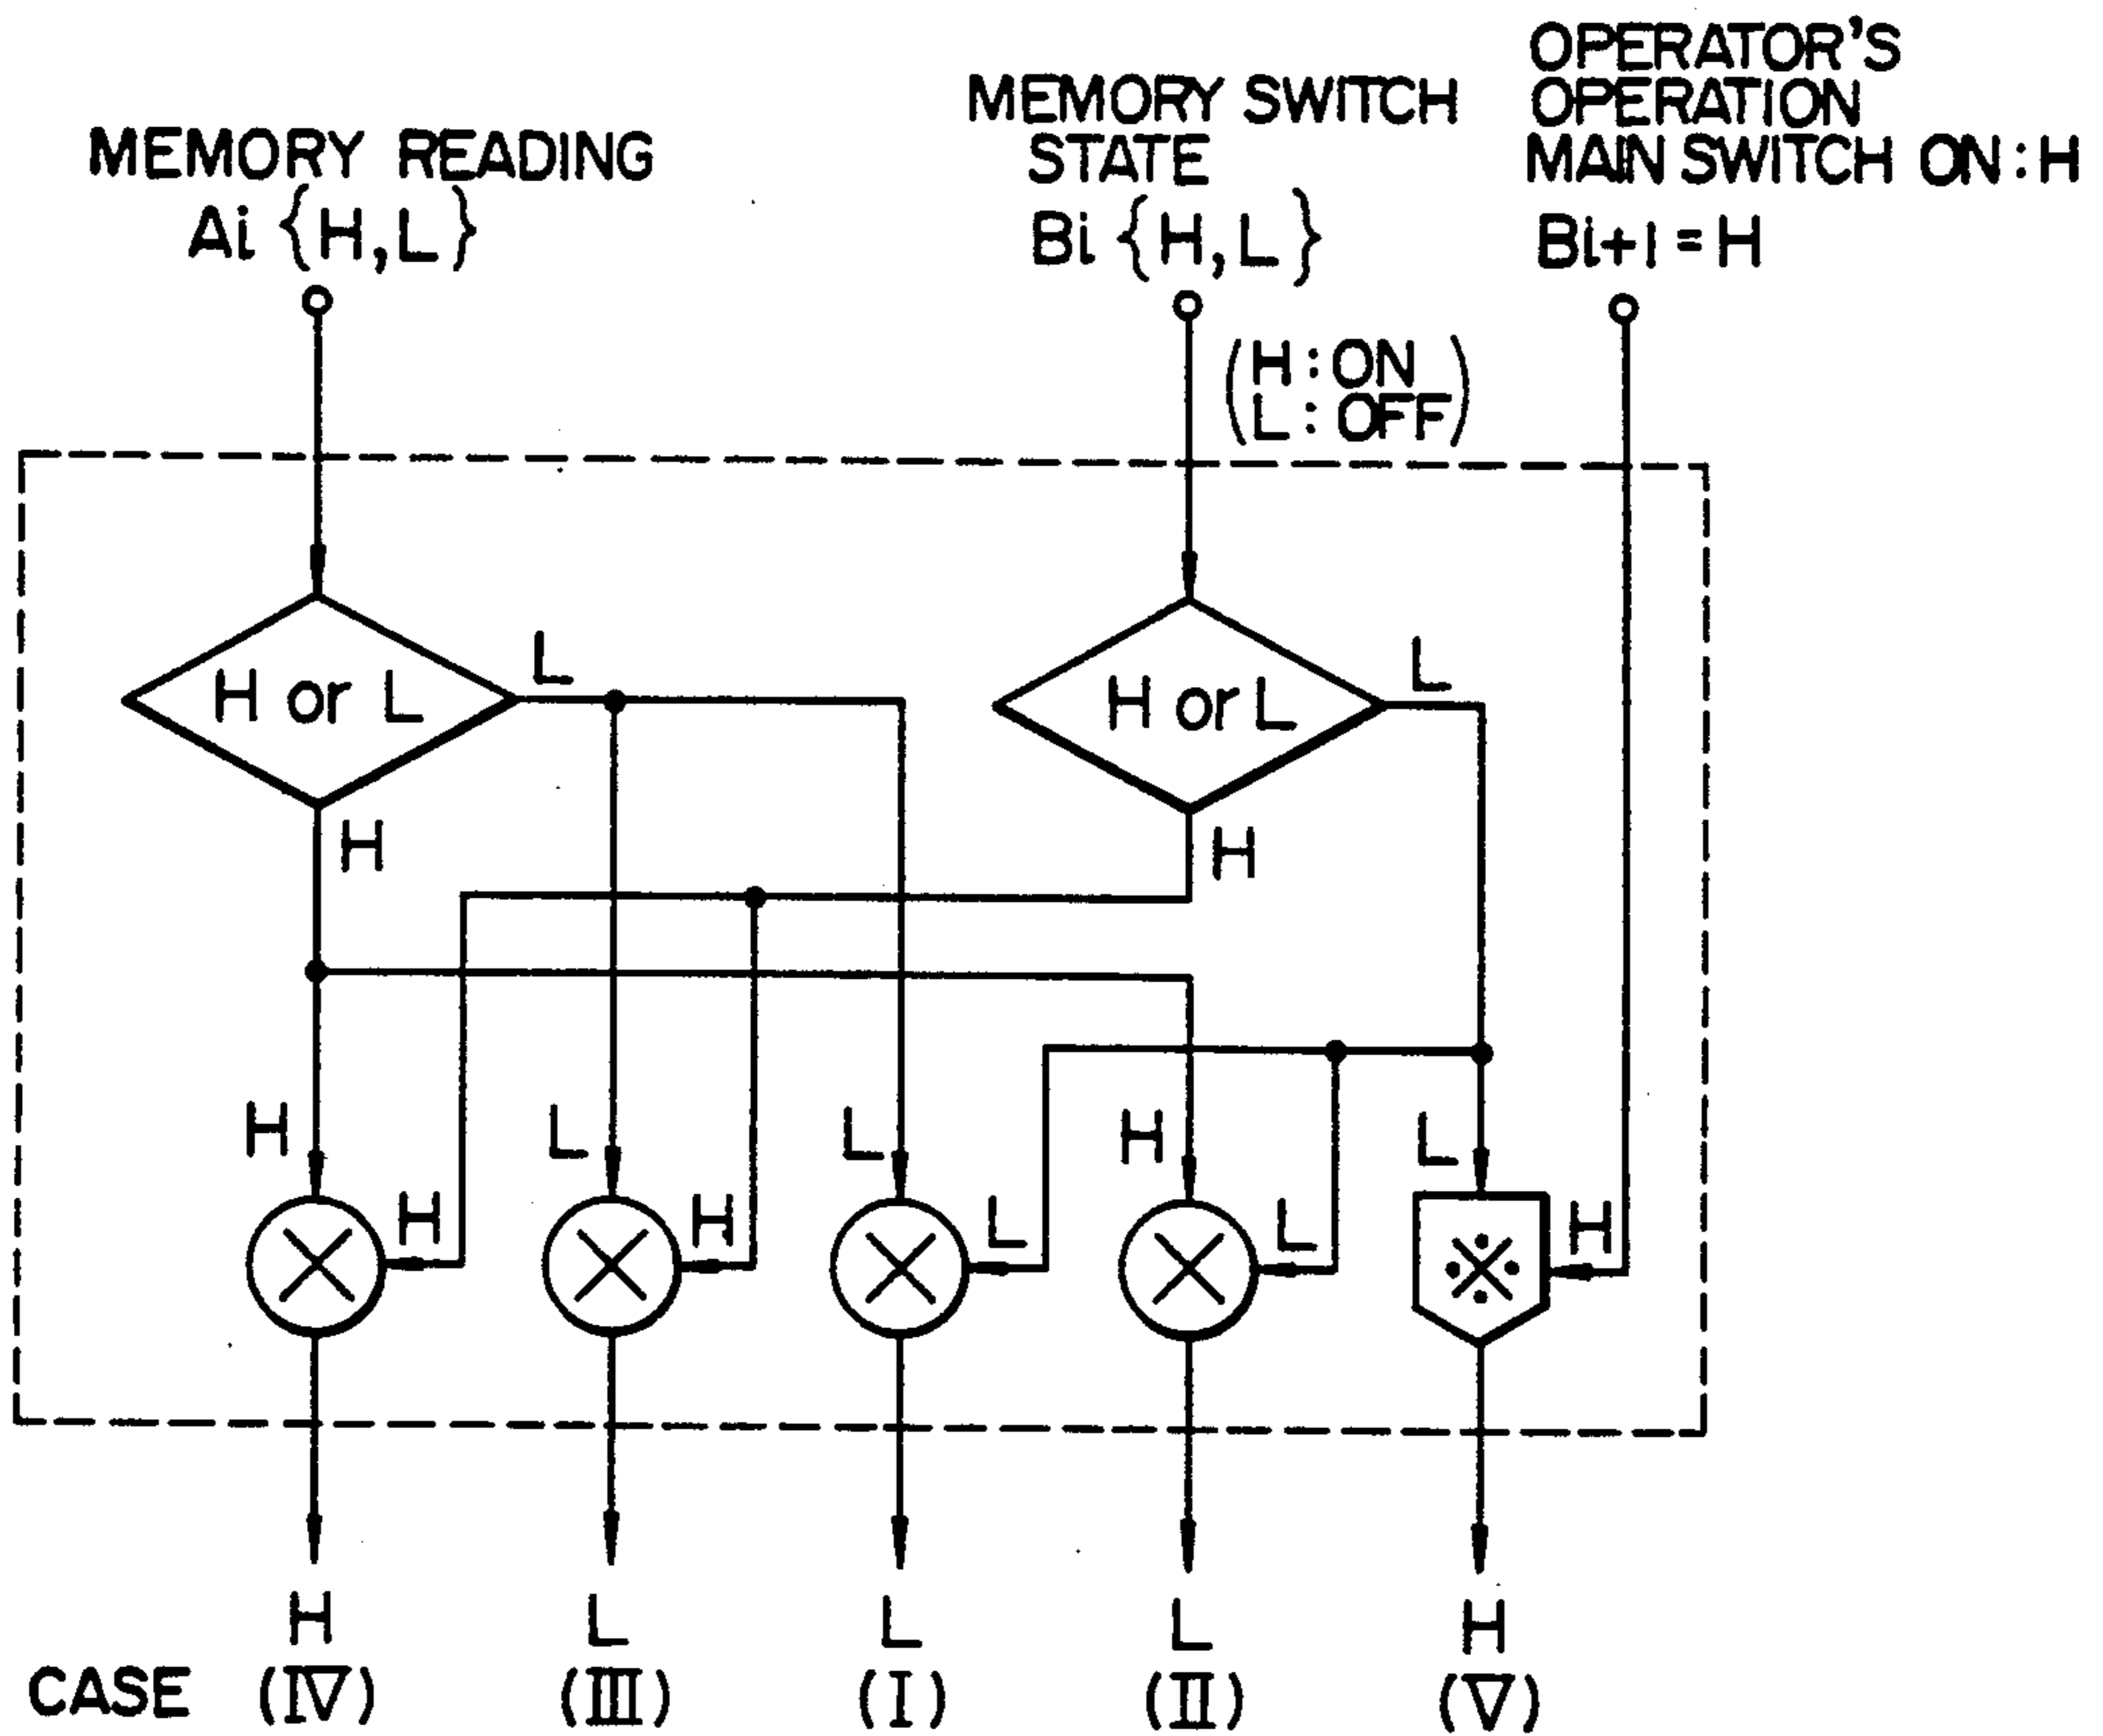 MEMORY READING
Ai {H,L}
MEMORY SWITCH
STATE
Bi {H,L}
OPERATOR'S
OPERATION
MAIN SWITCH ON:H
Bi+1=H
(H:ON
L:OFF)
H or L
L
H
H or L
L
H
H
L
L
H
L
H
H
L
L
H
H
L
L
L
H
CASE (IV) (III) (I) (II) (V)